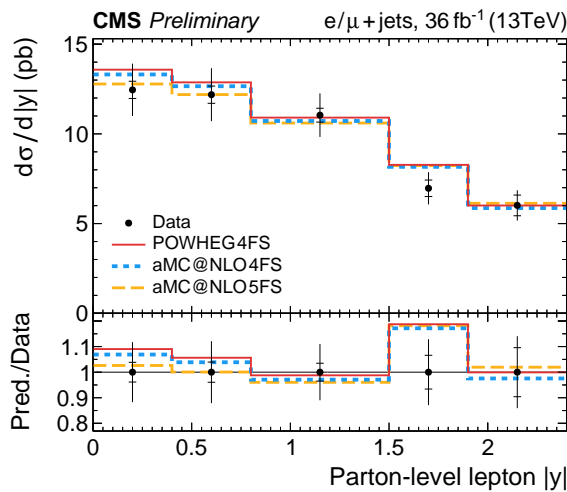 CMS Preliminary e/μ+jets, 36 fb⁻¹ (13TeV)
dσ/d|y| (pb)
15
10
5
0
Data
POWHEG4FS
aMC@NLO4FS
aMC@NLO5FS
Pred./Data
1.1
1
0.9
0.8
0 0.5 1 1.5 2
Parton-level lepton |y|